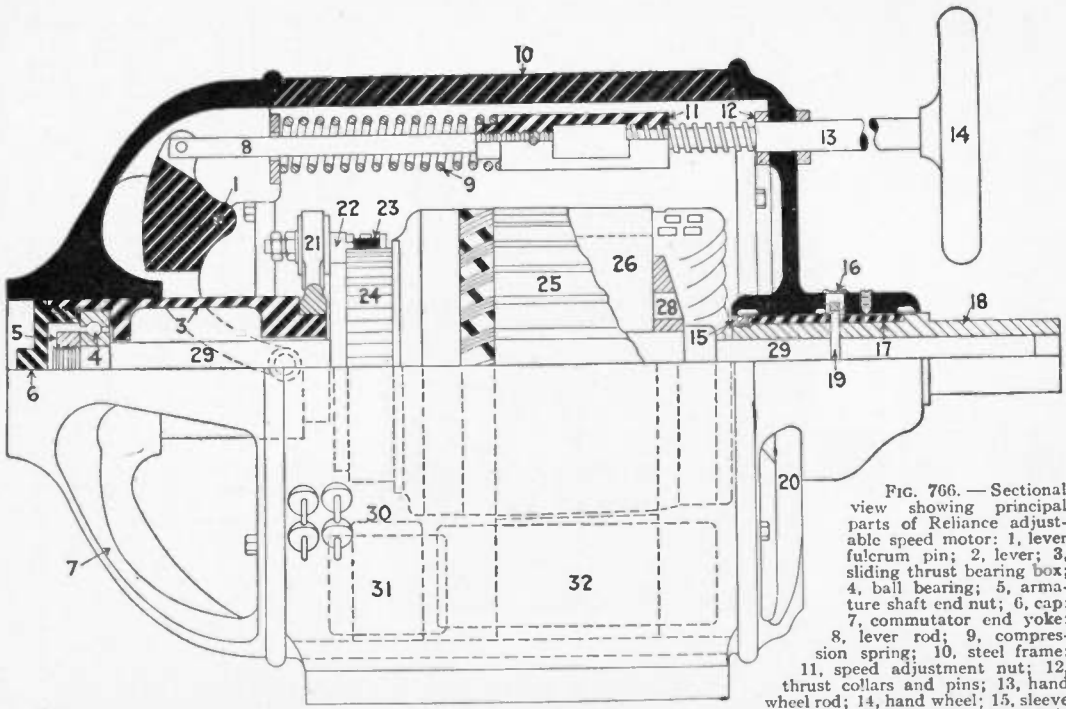 10
11
12
8
13
14
9
1
22
23
21
16
24
25
26
28
18
5
3
15
4
29
29
17
6
19
20
30
7
31
32
FIG. 766. — Sectional
view showing principal
parts of Reliance adjust-
able speed motor: 1, lever
fulcrum pin; 2, lever; 3,
sliding thrust bearing box;
4, ball bearing; 5, arma-
ture shaft end nut; 6, cap;
7, commutator end yoke;
8, lever rod; 9, compres-
sion spring; 10, steel frame;
11, speed adjustment nut; 12,
thrust collars and pins; 13, hand
wheel rod; 14, hand wheel; 15, sleeve